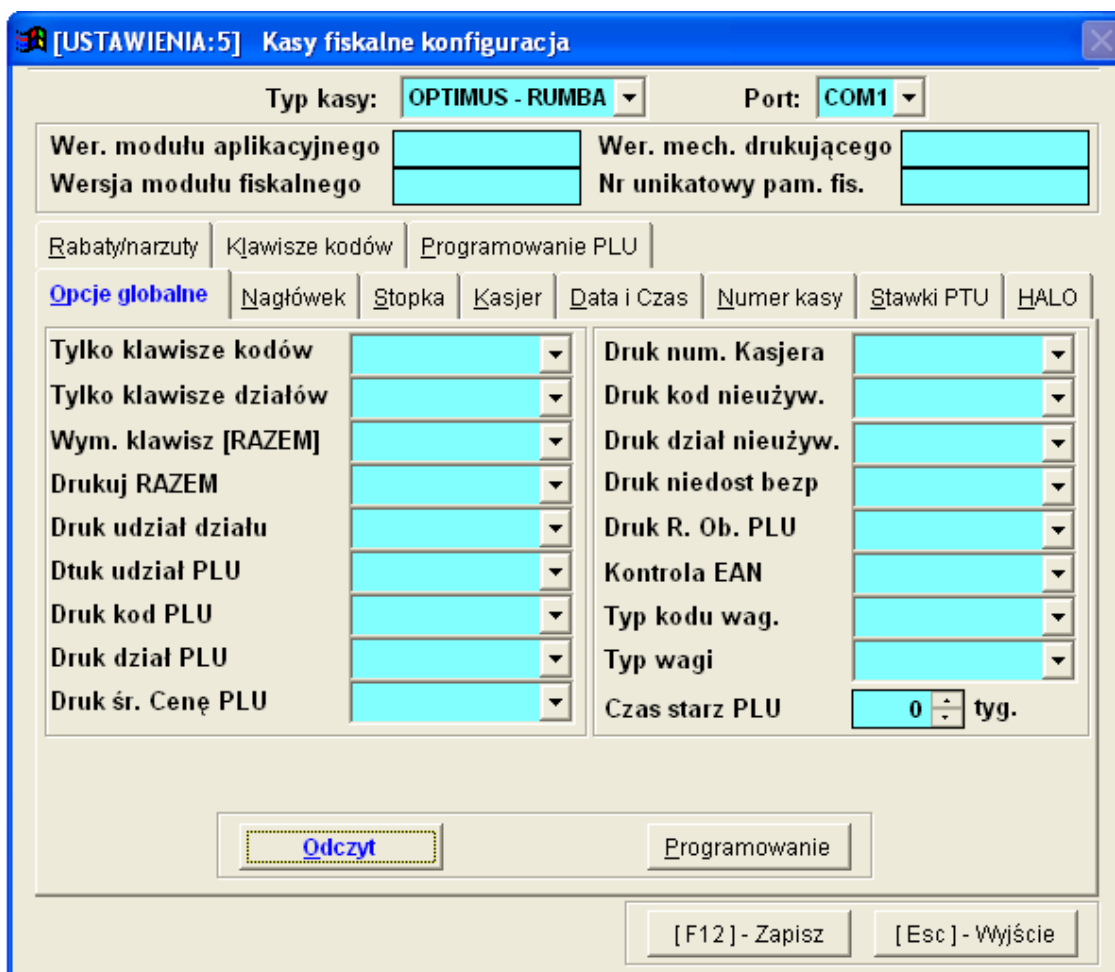 [USTAWIENIA:5] Kasy fiskalne konfiguracja
Typ kasy: OPTIMUS - RUMBA Port: COM1
Wer. modułu aplikacyjnego Wer. mech. drukującego
Wersja modułu fiskalnego Nr unikatowy pam. fis.
Rabaty/narzuty Klawisze kodów Programowanie PLU
Opcje globalne Nagłówek Stopka Kasjer Data i Czas Numer kasy Stawki PTU HALO
Tylko klawisze kodów Druk num. Kasjera
Tylko klawisze działów Druk kod nieużyw.
Wym. klawisz [RAZEM] Druk dział nieużyw.
Drukuj RAZEM Druk niedost bezp
Druk udział działu Druk R. Ob. PLU
Dtuk udział PLU Kontrola EAN
Druk kod PLU Typ kodu wag.
Druk dział PLU Typ wagi
Druk śr. Cenę PLU Czas starz PLU 0 tyg.
Odczyt Programowanie
[ F12 ] - Zapisz [ Esc ] - Wyjście